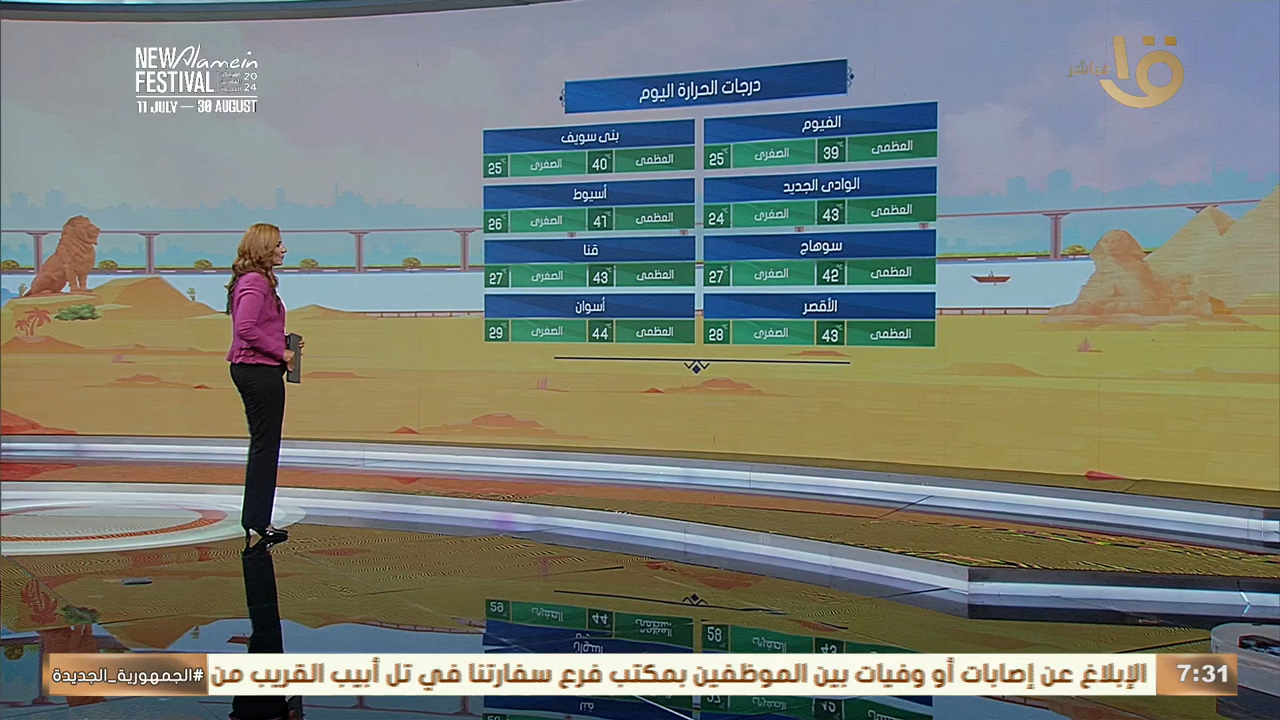 NEW Alamein
FESTIVAL 2024
11 JULY — 30 AUGUST
مباشر
درجات الحرارة اليوم
الفيوم
العظمى 39 الصغرى 25
بنى سويف
العظمى 40 الصغرى 25
الوادى الجديد
العظمى 43 الصغرى 24
أسيوط
العظمى 41 الصغرى 26
سوهاج
العظمى 42 الصغرى 27
قنا
العظمى 43 الصغرى 27
الأقصر
العظمى 43 الصغرى 28
أسوان
العظمى 44 الصغرى 29
7:31
الإبلاغ عن إصابات أو وفيات بين الموظفين بمكتب فرع سفارتنا في تل أبيب القريب من
#الجمهورية_الجديدة